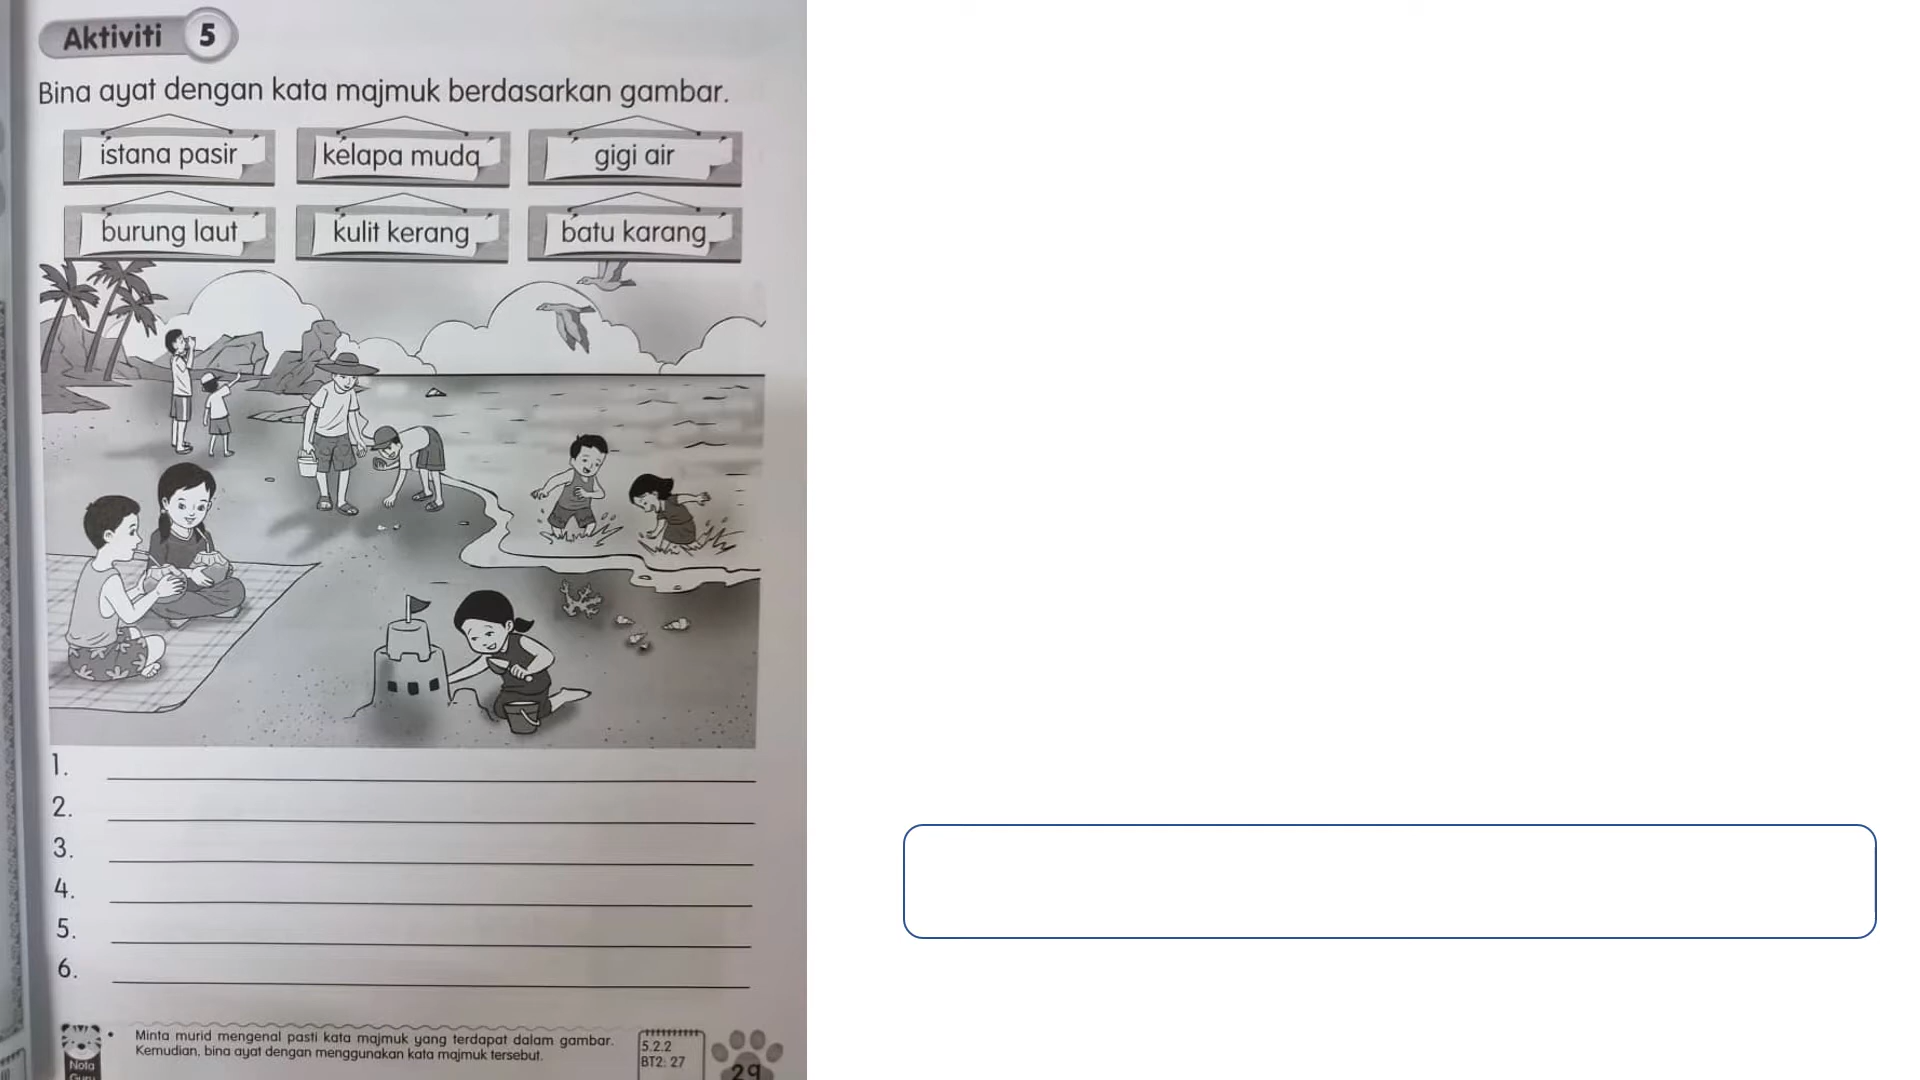 Aktiviti 5
Bina ayat dengan kata majmuk berdasarkan gambar.
istana pasir
kelapa muda
gigi air
burung laut
kulit kerang
batu karang
1.
2.
3.
4.
5.
6.
Minta murid mengenal pasti kata majmuk yang terdapat dalam gambar.
Kemudian, bina ayat dengan menggunakan kata majmuk tersebut.
Nota
Guru
5.2.2
BT2: 27
29